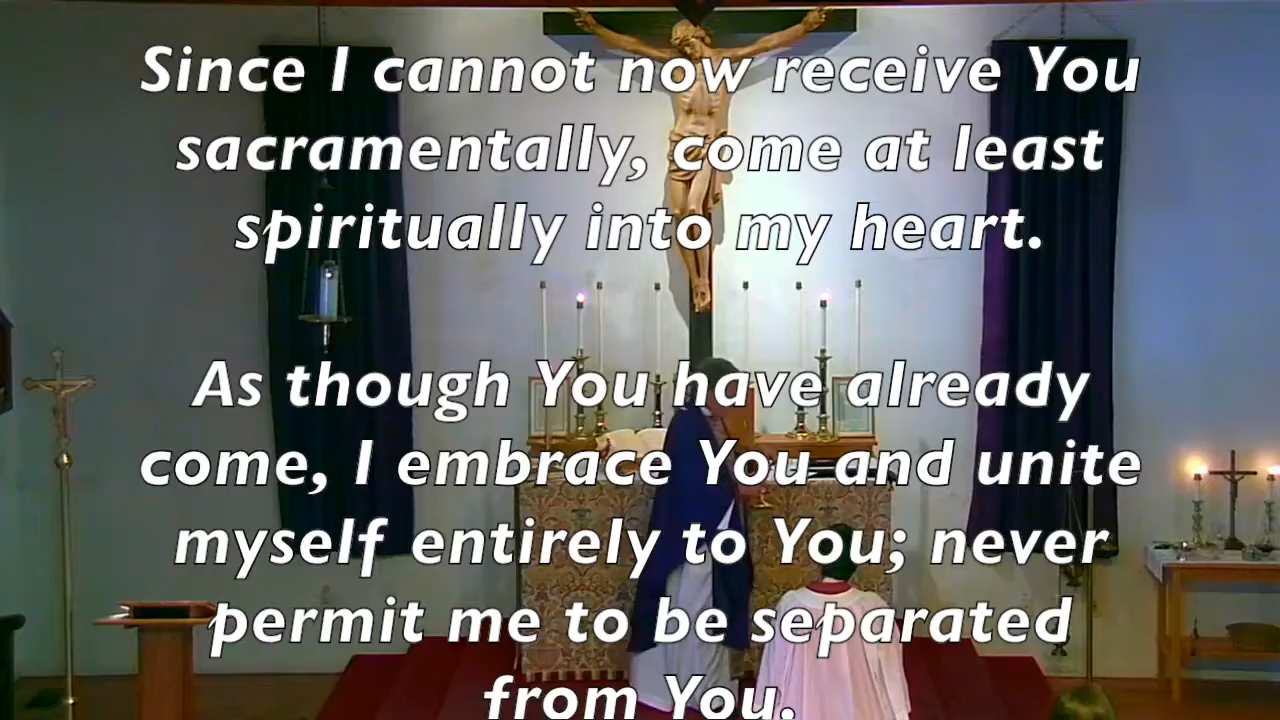 Since I cannot now receive You
sacramentally, come at least
spiritually into my heart.
As though You have already
come, I embrace You and unite
myself entirely to You; never
permit me to be separated
from You.